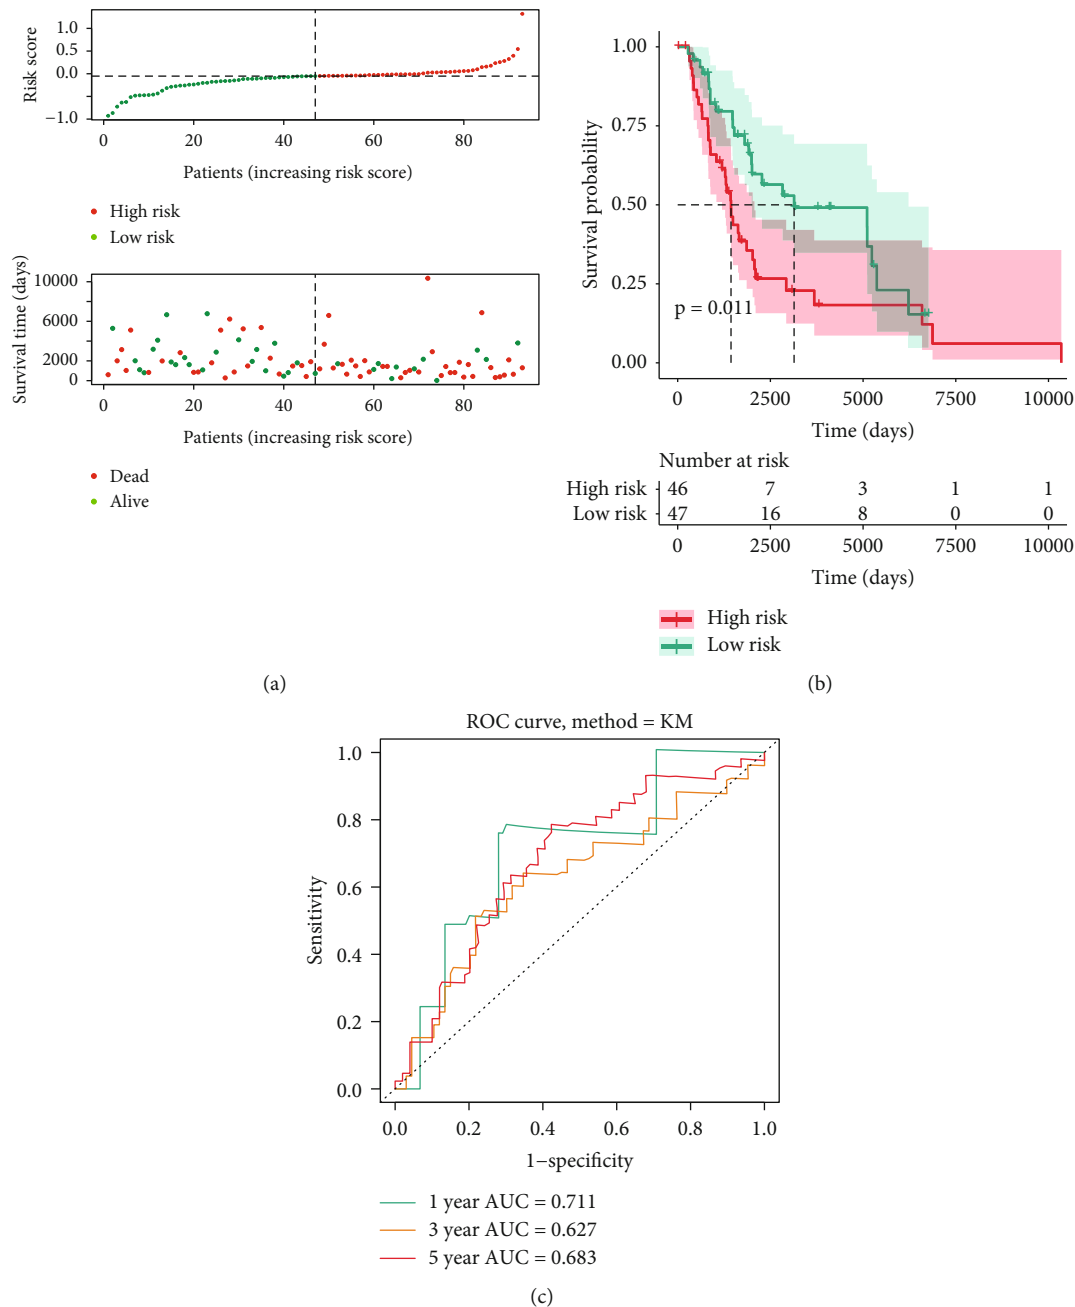 Risk score
1.0
0.5
0.0
−1.0
0 20 40 60 80
Patients (increasing risk score)
High risk
Low risk
Survival time (days)
10000
6000
2000
0
0 20 40 60 80
Patients (increasing risk score)
Dead
Alive
(a)
Survival probability
1.00
0.75
0.50
0.25
0.00
p = 0.011
0 2500 5000 7500 10000
Time (days)
Number at risk
High risk 46 7 3 1 1
Low risk 47 16 8 0 0
0 2500 5000 7500 10000
Time (days)
High risk
Low risk
(b)
ROC curve, method = KM
Sensitivity
1.0
0.8
0.6
0.4
0.2
0.0
0.0 0.2 0.4 0.6 0.8 1.0
1−specificity
1 year AUC = 0.711
3 year AUC = 0.627
5 year AUC = 0.683
(c)